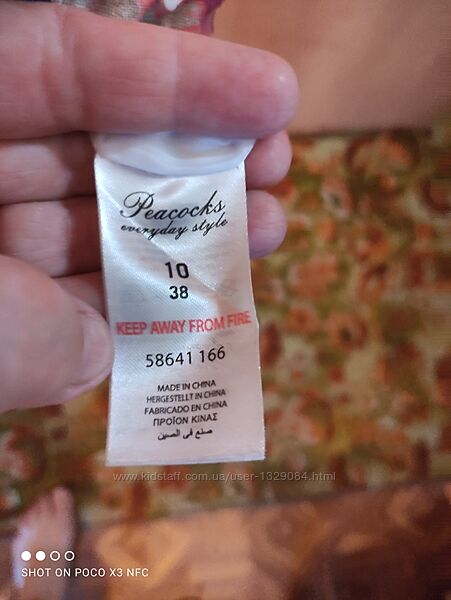 Peacocks
everyday style
10
38
KEEP AWAY FROM FIRE
58641 166
MADE IN CHINA
HERGESTELLT IN CHINA
FABRICADO EN CHINA
ΠΡΟΪΟΝ ΚΙΝΑΣ
صنع في الصين
www.kidstaff.com.ua/user-1329084.html
SHOT ON POCO X3 NFC